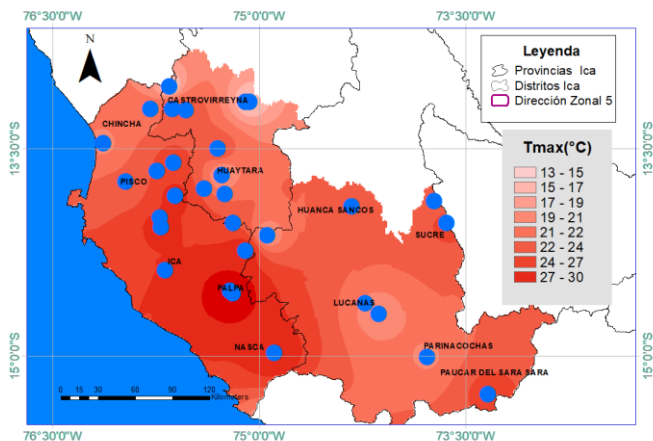 76°30'0"W 75°0'0"W 73°30'0"W
N
Leyenda
Provincias Ica
Distritos Ica
Dirección Zonal 5
CASTROVIRREYNA
CHINCHA
13°30'0"S 13°30'0"S
Tmax(°C)
13 - 15
15 - 17
17 - 19
19 - 21
21 - 22
22 - 24
24 - 27
27 - 30
HUAYTARA
PISCO
HUANCA SANCOS
SUCRE
ICA
PALPA
LUCANAS
NASCA
PARINACOCHAS
15°0'0"S 15°0'0"S
PAUCAR DEL SARA SARA
0 15 30 60 90 120
Kilometers
76°30'0"W 75°0'0"W 73°30'0"W